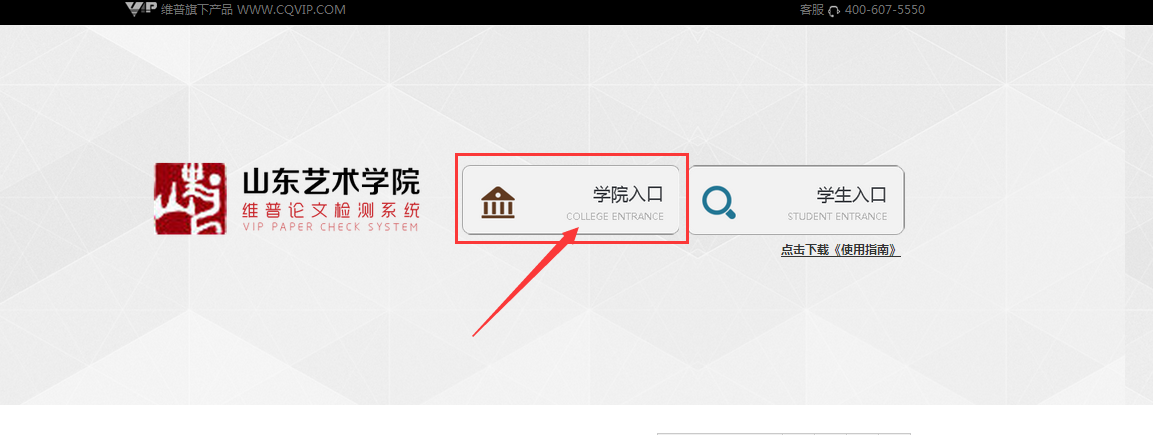 VIP 维普旗下产品 WWW.CQVIP.COM
客服 400-607-5550
山东艺术学院
维普论文检测系统
VIP PAPER CHECK SYSTEM
学院入口
COLLEGE ENTRANCE
学生入口
STUDENT ENTRANCE
点击下载《使用指南》